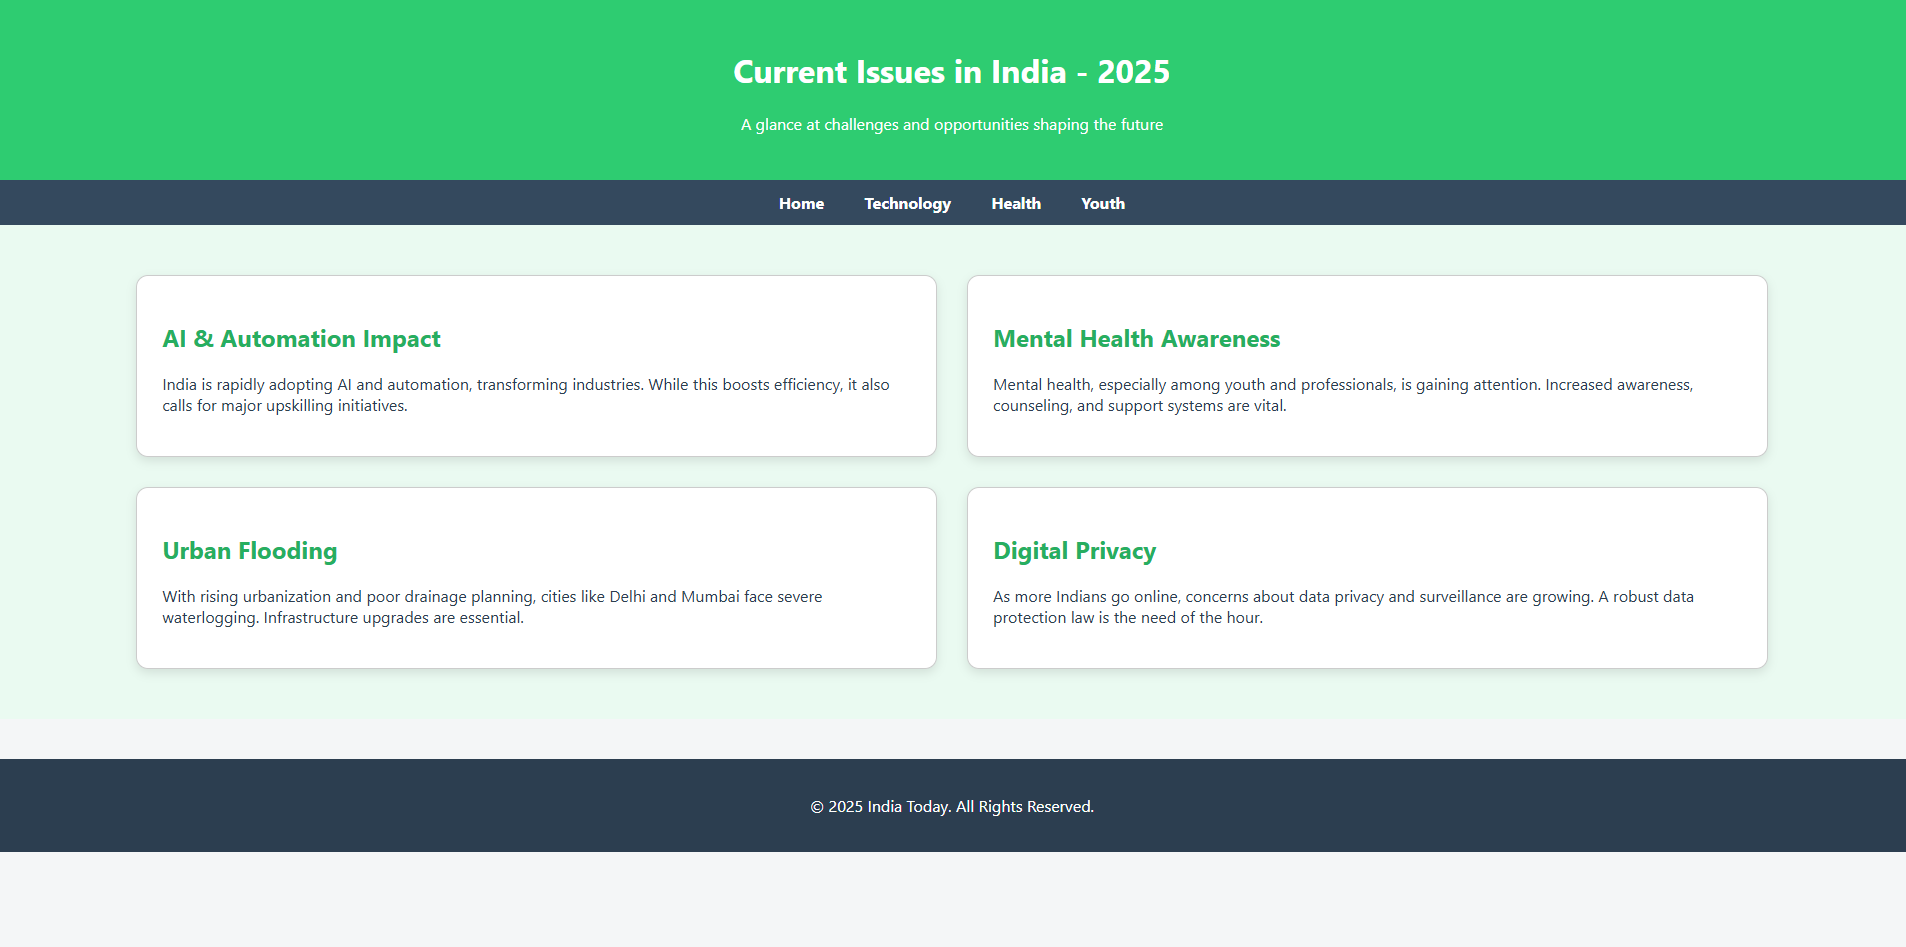 Current Issues in India - 2025
A glance at challenges and opportunities shaping the future
Home Technology Health Youth
AI & Automation Impact
India is rapidly adopting AI and automation, transforming industries. While this boosts efficiency, it also
calls for major upskilling initiatives.
Mental Health Awareness
Mental health, especially among youth and professionals, is gaining attention. Increased awareness,
counseling, and support systems are vital.
Urban Flooding
With rising urbanization and poor drainage planning, cities like Delhi and Mumbai face severe
waterlogging. Infrastructure upgrades are essential.
Digital Privacy
As more Indians go online, concerns about data privacy and surveillance are growing. A robust data
protection law is the need of the hour.
© 2025 India Today. All Rights Reserved.